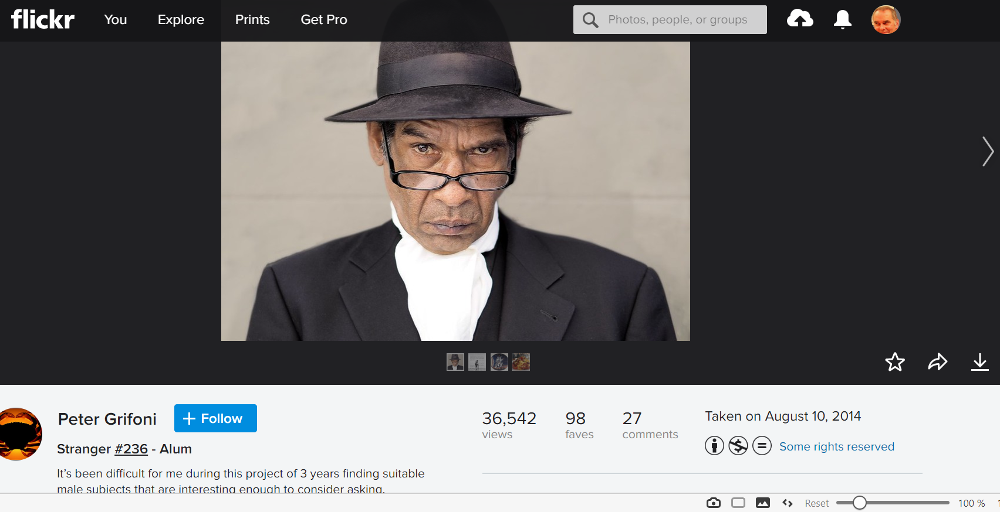 flickr You Explore Prints Get Pro Photos, people, or groups
Peter Grifoni + Follow
Stranger #236 - Alum
It's been difficult for me during this project of 3 years finding suitable
male subjects that are interesting enough to consider asking.
36,542 98 27
views faves comments
Taken on August 10, 2014
Some rights reserved
Reset 100 %